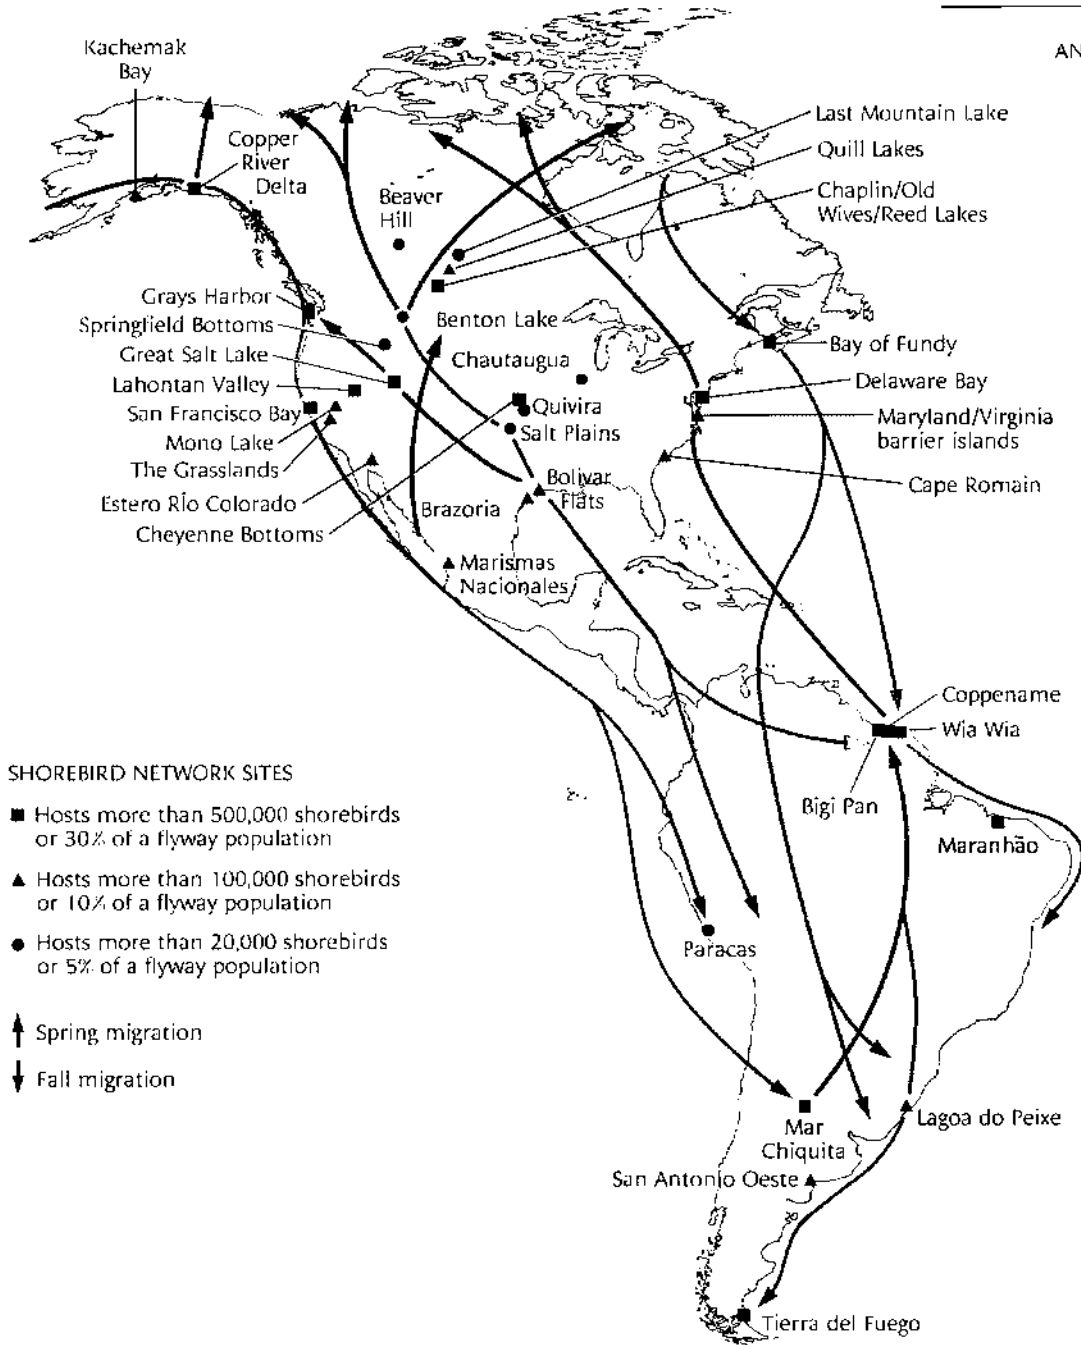 AN
Kachemak
Bay
Copper
River
Delta
Beaver
Hill
Last Mountain Lake
Quill Lakes
Chaplin/Old
Wives/Reed Lakes
Grays Harbor
Springfield Bottoms
Great Salt Lake
Lahontan Valley
San Francisco Bay
Mono Lake
The Grasslands
Estero Río Colorado
Cheyenne Bottoms
Benton Lake
Chautaugua
Quivira
Salt Plains
Bolivar
Flats
Brazoria
Marismas
Nacionales
Bay of Fundy
Delaware Bay
Maryland/Virginia
barrier islands
Cape Romain
Coppename
Wia Wia
Bigi Pan
Maranhão
Paracas
Mar
Chiquita
Lagoa do Peixe
San Antonio Oeste
Tierra del Fuego
SHOREBIRD NETWORK SITES
Hosts more than 500,000 shorebirds
or 30% of a flyway population
Hosts more than 100,000 shorebirds
or 10% of a flyway population
Hosts more than 20,000 shorebirds
or 5% of a flyway population
Spring migration
Fall migration